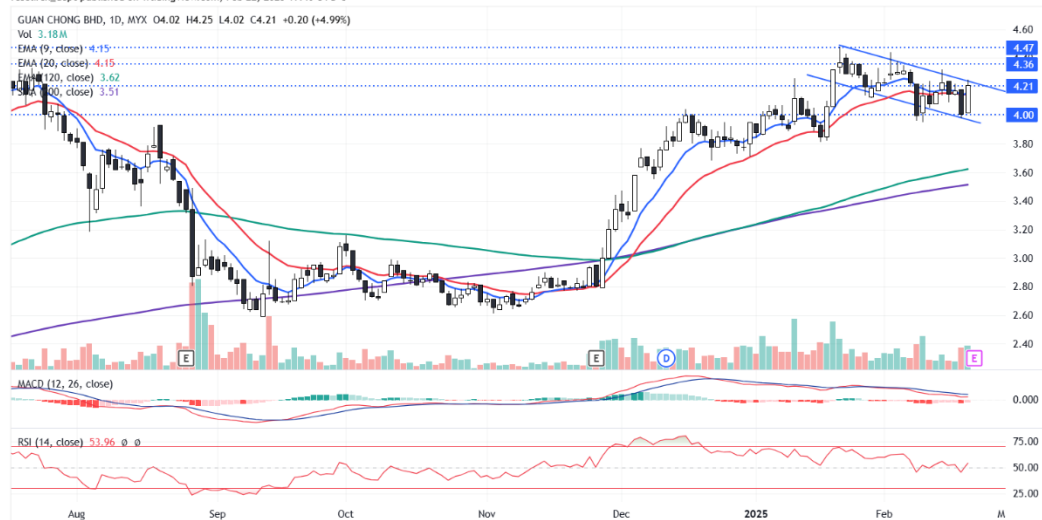 GUAN CHONG BHD, 1D, MYX O4.02 H4.25 L4.02 C4.21 +0.20 (+4.99%)
Vol 3.18M
EMA (9, close) 4.15
EMA (20, close) 4.15
EMA (120, close) 3.62
SMA (200, close) 3.51
4.60
4.47
4.36
4.21
4.00
3.80
3.60
3.40
3.20
3.00
2.80
2.60
2.40
E
E
D
E
MACD (12, 26, close)
0.000
RSI (14, close) 53.96 ø ø
75.00
50.00
25.00
Aug Sep Oct Nov Dec 2025 Feb M